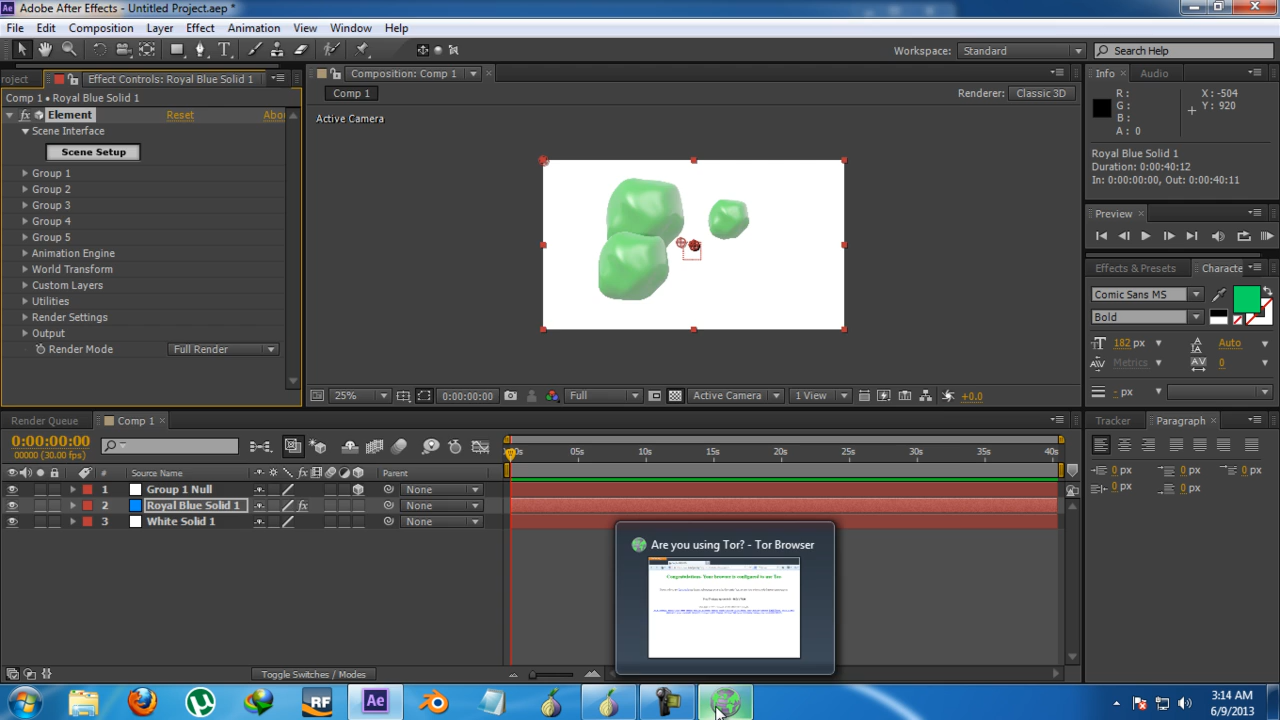 Adobe After Effects - Untitled Project.aep *
File Edit Composition Layer Effect Animation View Window Help
Workspace: Standard Search Help
roject Effect Controls: Royal Blue Solid 1
Comp 1 • Royal Blue Solid 1
fx Element Reset Abo
Scene Interface
Scene Setup
Group 1
Group 2
Group 3
Group 4
Group 5
Animation Engine
World Transform
Custom Layers
Utilities
Render Settings
Output
Render Mode Full Render
Composition: Comp 1
Comp 1
Renderer: Classic 3D
Active Camera
25% 0:00:00:00 Full Active Camera 1 View +0.0
Info Audio
R :
G :
B :
A : 0
X : -504
Y : 920
Royal Blue Solid 1
Duration: 0:00:40:12
In: 0:00:00:00, Out: 0:00:40:11
Preview
Effects & Presets Characte
Comic Sans MS
Bold
182 px Auto
Metrics 0
- px
Tracker Paragraph
0 px 0 px 0 px
0 px 0 px
Render Queue Comp 1
0:00:00:00
00000 (30.00 fps)
05s 10s 15s 20s 25s 30s 35s 40s
# Source Name fx Parent
1 Group 1 Null None
2 Royal Blue Solid 1 fx None
3 White Solid 1 None
Toggle Switches / Modes
Are you using Tor? - Tor Browser
Congratulations. Your browser is configured to use Tor.
RF Ae
3:14 AM
6/9/2013